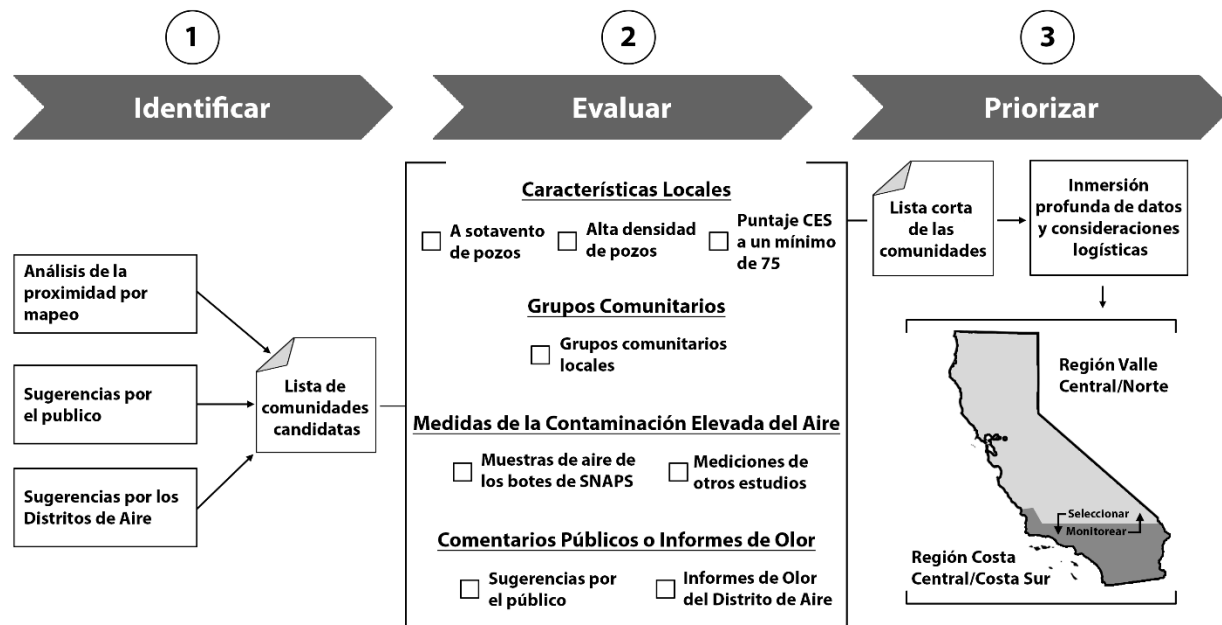 1
Identificar
Análisis de la
proximidad por
mapeo
Sugerencias por
el publico
Sugerencias por los
Distritos de Aire
Lista de
comunidades
candidatas
2
Evaluar
Características Locales
A sotavento
de pozos
Alta densidad
de pozos
Puntaje CES
a un mínimo
de 75
Grupos Comunitarios
Grupos comunitarios
locales
Medidas de la Contaminación Elevada del Aire
Muestras de aire de
los botes de SNAPS
Mediciones de
otros estudios
Comentarios Públicos o Informes de Olor
Sugerencias por
el público
Informes de Olor
del Distrito de Aire
3
Priorizar
Lista corta
de las
comunidades
Inmersión
profunda de datos
y consideraciones
logísticas
Región Valle
Central/Norte
Seleccionar
Monitorear
Región Costa
Central/Costa Sur